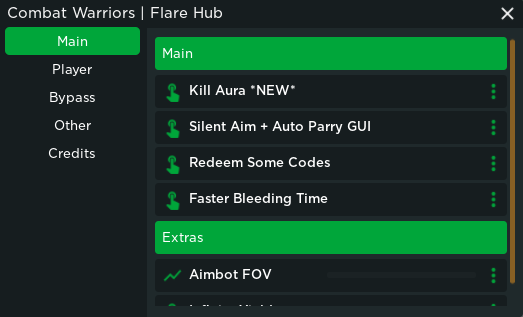 Combat Warriors | Flare Hub
Main
Player
Bypass
Other
Credits
Main
Kill Aura *NEW*
Silent Aim + Auto Parry GUI
Redeem Some Codes
Faster Bleeding Time
Extras
Aimbot FOV